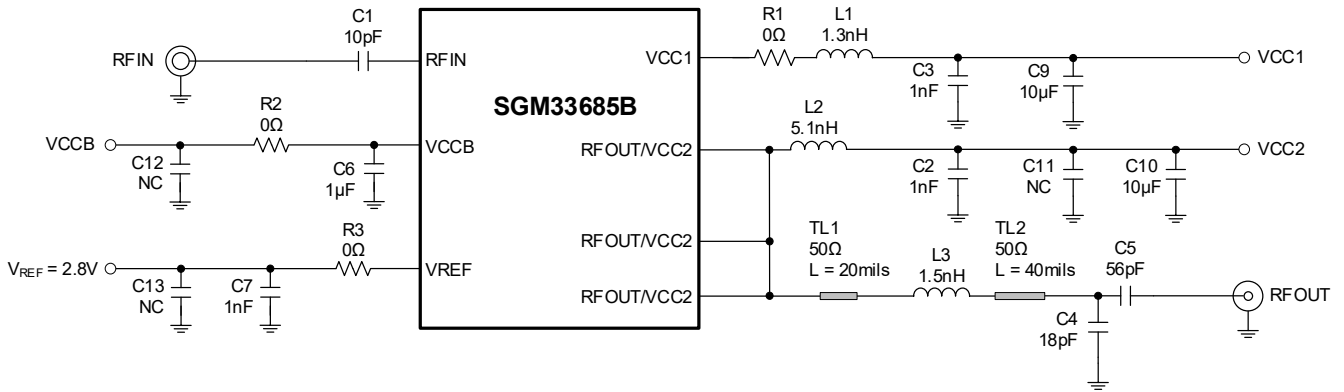 C1
10pF
RFIN
RFIN
SGM33685B
R2
0Ω
VCCB
C12
NC
C6
1µF
VCCB
R3
0Ω
V_REF = 2.8V
C13
NC
C7
1nF
VREF
R1
0Ω
L1
1.3nH
VCC1
C3
1nF
C9
10µF
VCC1
L2
5.1nH
RFOUT/VCC2
C2
1nF
C11
NC
C10
10µF
VCC2
RFOUT/VCC2
RFOUT/VCC2
TL1
50Ω
L = 20mils
L3
1.5nH
TL2
50Ω
L = 40mils
C5
56pF
C4
18pF
RFOUT